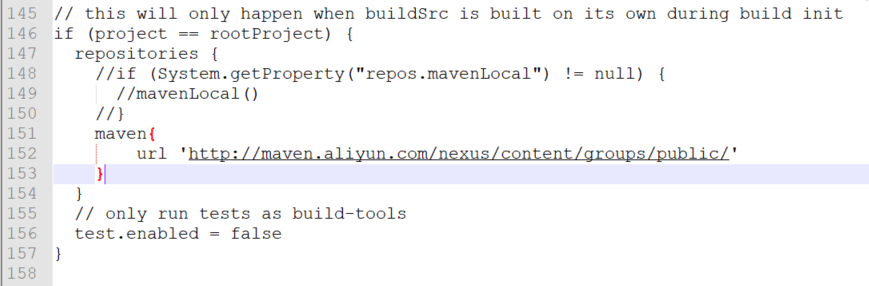 145 // this will only happen when buildSrc is built on its own during build init
146 if (project == rootProject) {
147   repositories {
148     //if (System.getProperty("repos.mavenLocal") != null) {
149       //mavenLocal()
150     //}
151     maven{
152         url 'http://maven.aliyun.com/nexus/content/groups/public/'
153     }
154   }
155   // only run tests as build-tools
156   test.enabled = false
157 }
158